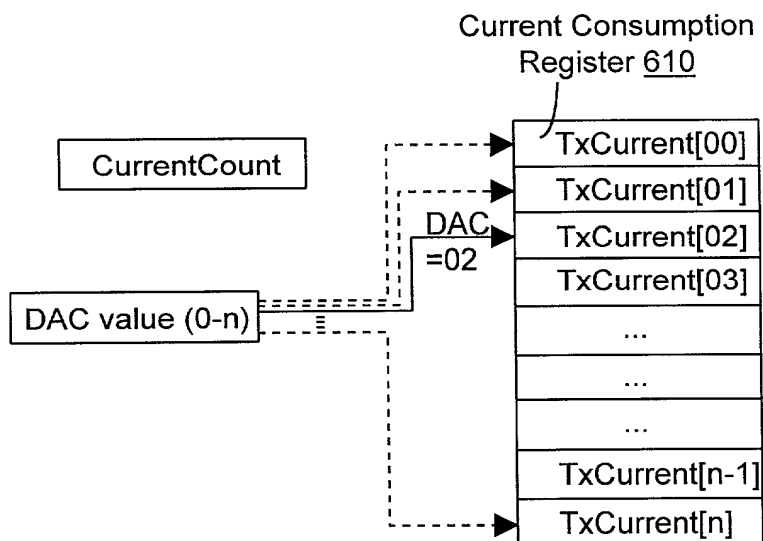 Current Consumption
Register 610
CurrentCount
TxCurrent[00]
TxCurrent[01]
DAC
=02
TxCurrent[02]
TxCurrent[03]
DAC value (0-n)
...
...
...
TxCurrent[n-1]
TxCurrent[n]